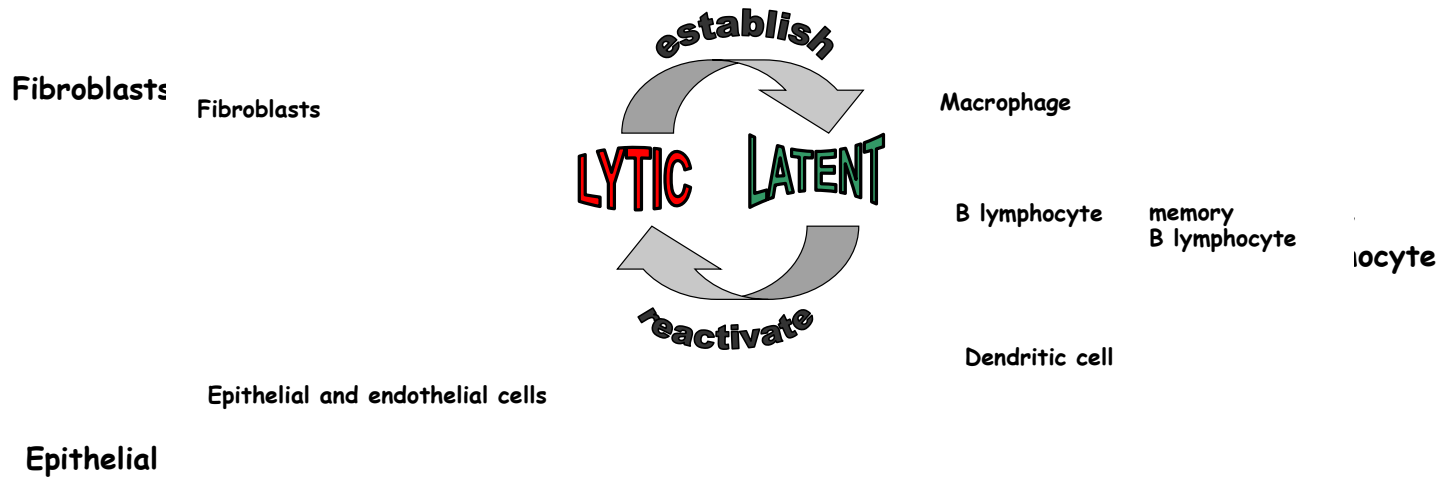 establish
Fibroblasts
Fibroblasts
Macrophage
LYTIC
LATENT
B lymphocyte
memory
B lymphocyte
reactivate
Dendritic cell
Epithelial and endothelial cells
Epithelial